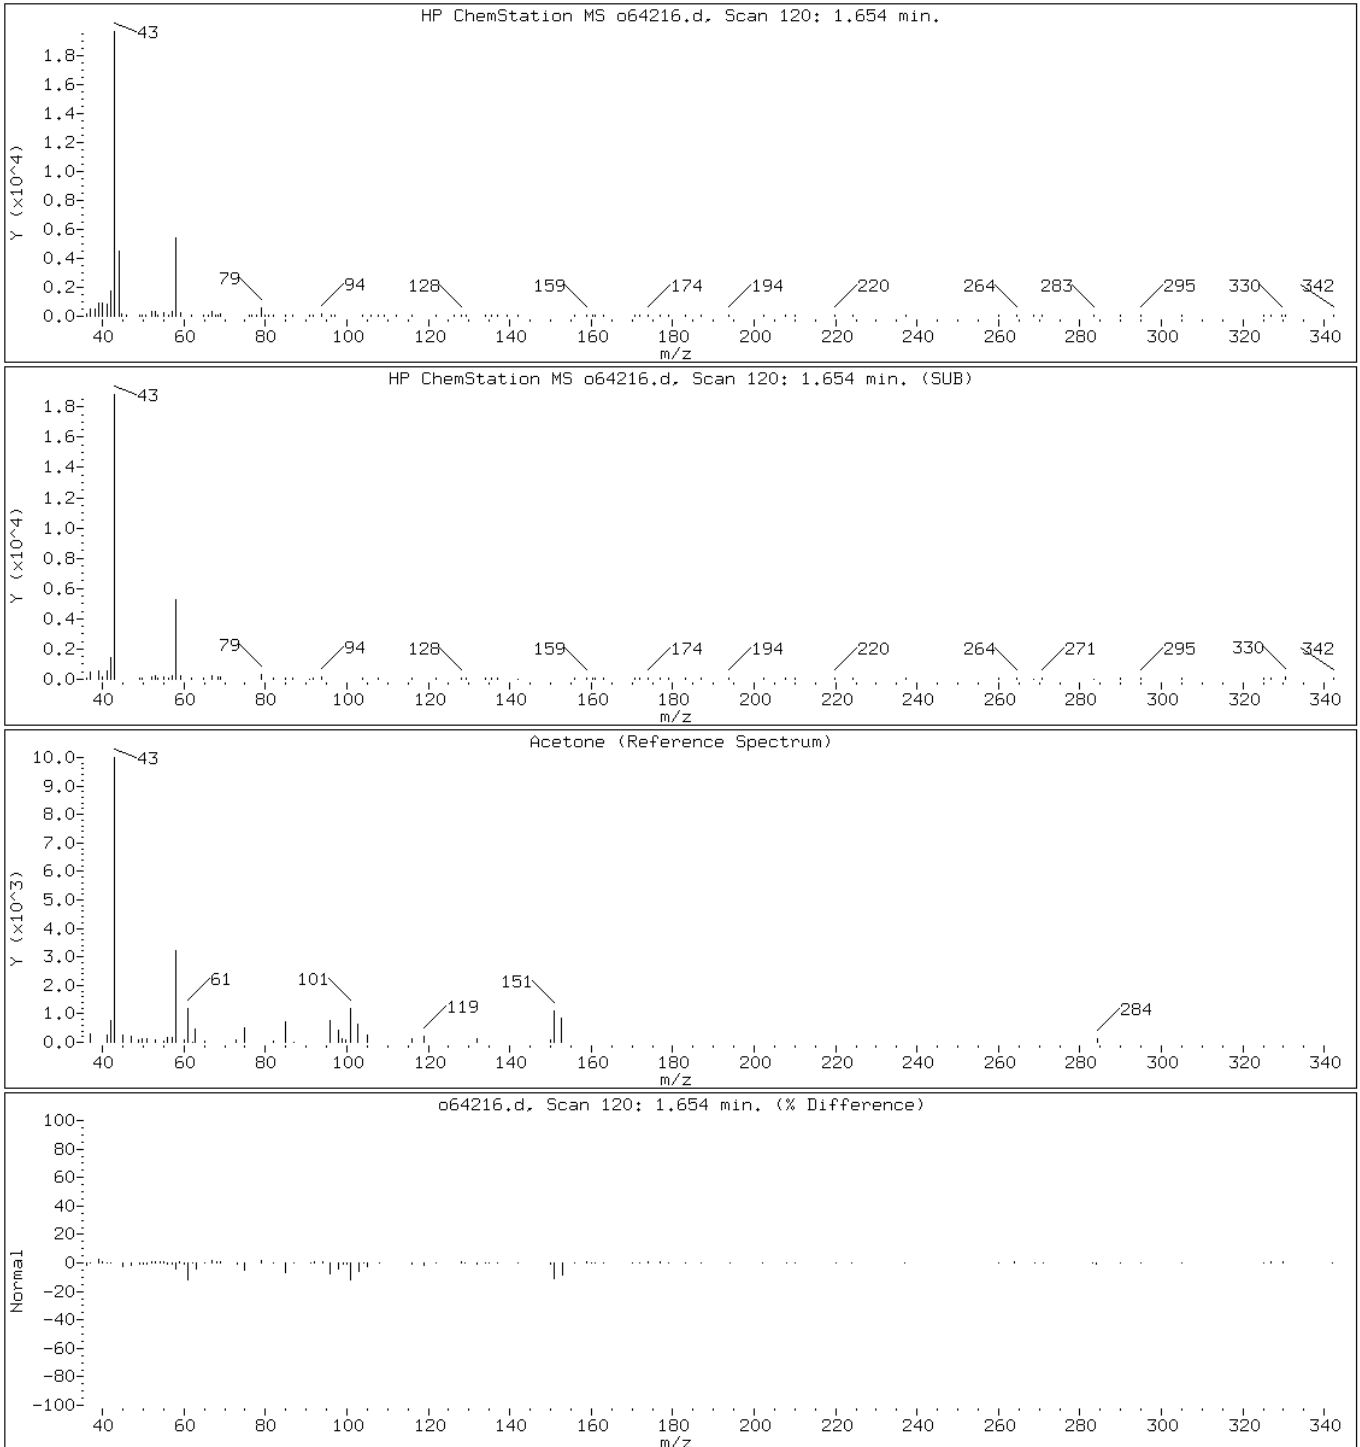 HP ChemStation MS o64216.d, Scan 120: 1.654 min.
43
1.8
1.6
1.4
1.2
1.0
0.8
0.6
0.4
0.2
0.0
Y (x10^4)
79 94 128 159 174 194 220 264 283 295 330 342
40 60 80 100 120 140 160 180 200 220 240 260 280 300 320 340
m/z
HP ChemStation MS o64216.d, Scan 120: 1.654 min. (SUB)
43
1.8
1.6
1.4
1.2
1.0
0.8
0.6
0.4
0.2
0.0
Y (x10^4)
79 94 128 159 174 194 220 264 271 295 330 342
40 60 80 100 120 140 160 180 200 220 240 260 280 300 320 340
m/z
Acetone (Reference Spectrum)
43
10.0
9.0
8.0
7.0
6.0
5.0
4.0
3.0
2.0
1.0
0.0
Y (x10^3)
61 101 119 151 284
40 60 80 100 120 140 160 180 200 220 240 260 280 300 320 340
m/z
o64216.d, Scan 120: 1.654 min. (% Difference)
100
80
60
40
20
0
-20
-40
-60
-80
-100
Normal
40 60 80 100 120 140 160 180 200 220 240 260 280 300 320 340
m/z